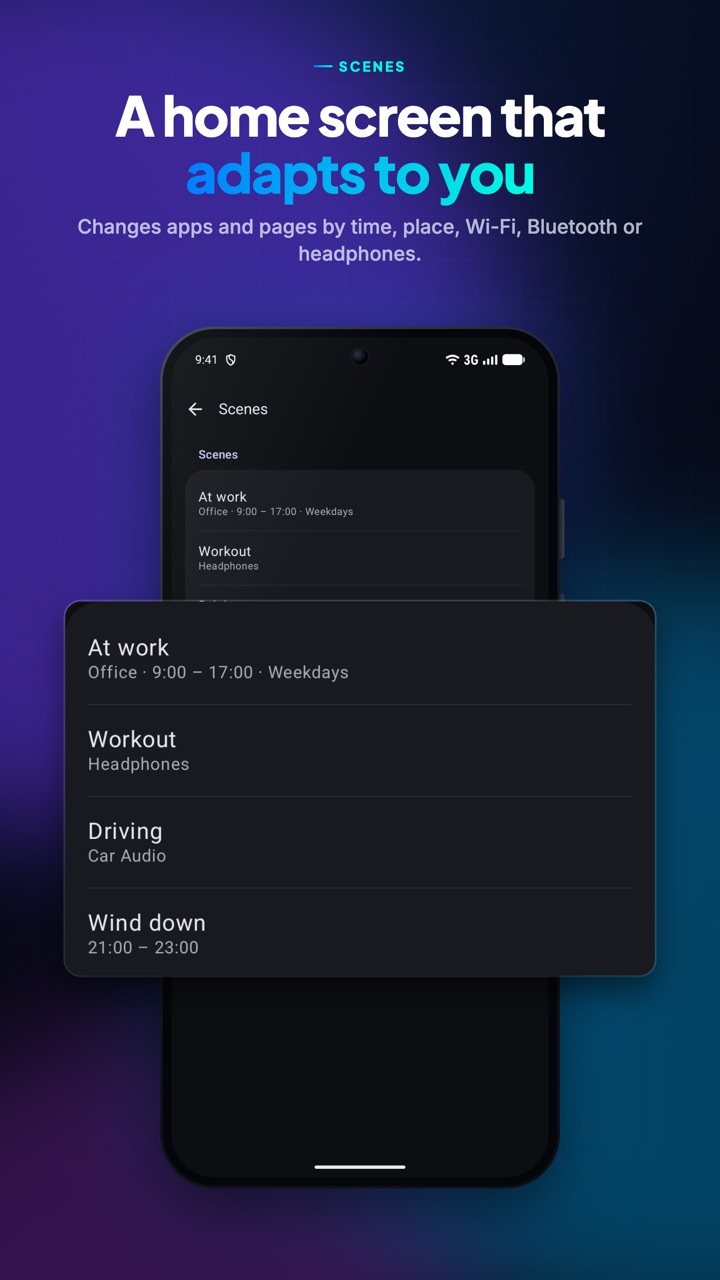 SCENES
A home screen that
adapts to you
Changes apps and pages by time, place, Wi-Fi, Bluetooth or
headphones.
9:41 3G
Scenes
Scenes
At work
Office · 9:00 – 17:00 · Weekdays
Workout
Headphones
At work
Office · 9:00 – 17:00 · Weekdays
Workout
Headphones
Driving
Car Audio
Wind down
21:00 – 23:00